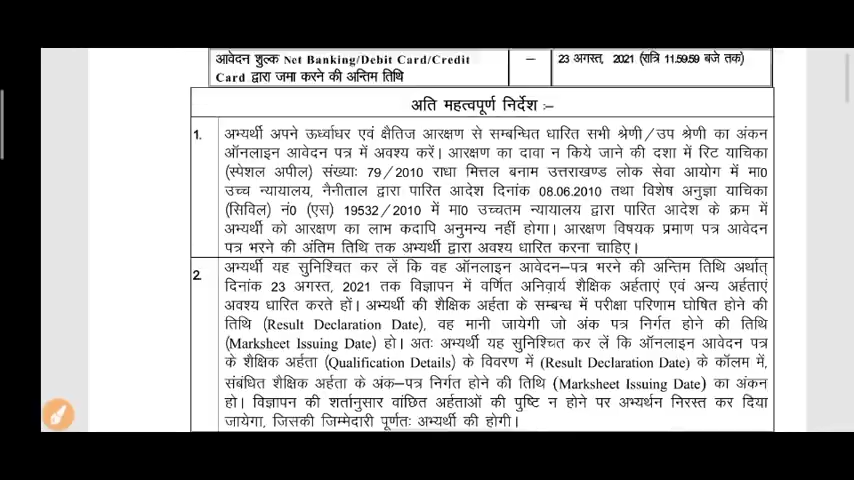 आवेदन शुल्क Net Banking/Debit Card/Credit – 23 अगस्त, 2021 (रात्रि 11.59.59 बजे तक)
Card द्वारा जमा करने की अन्तिम तिथि
अति महत्वपूर्ण निर्देश :–
1. अभ्यर्थी अपने ऊर्ध्वाधर एवं क्षैतिज आरक्षण से सम्बन्धित धारित सभी श्रेणी/उप श्रेणी का अंकन
ऑनलाइन आवेदन पत्र में अवश्य करें। आरक्षण का दावा न किये जाने की दशा में रिट याचिका
(स्पेशल अपील) संख्याः 79/2010 राधा मित्तल बनाम उत्तराखण्ड लोक सेवा आयोग में मा0
उच्च न्यायालय, नैनीताल द्वारा पारित आदेश दिनांक 08.06.2010 तथा विशेष अनुज्ञा याचिका
(सिविल) नं0 (एस) 19532/2010 में मा0 उच्चतम न्यायालय द्वारा पारित आदेश के क्रम में
अभ्यर्थी को आरक्षण का लाभ कदापि अनुमन्य नहीं होगा। आरक्षण विषयक प्रमाण पत्र आवेदन
पत्र भरने की अंतिम तिथि तक अभ्यर्थी द्वारा अवश्य धारित करना चाहिए।
2. अभ्यर्थी यह सुनिश्चित कर लें कि वह ऑनलाइन आवेदन–पत्र भरने की अन्तिम तिथि अर्थात्
दिनांक 23 अगस्त, 2021 तक विज्ञापन में वर्णित अनिवार्य शैक्षिक अर्हताएं एवं अन्य अर्हताएं
अवश्य धारित करते हों। अभ्यर्थी की शैक्षिक अर्हता के सम्बन्ध में परीक्षा परिणाम घोषित होने की
तिथि (Result Declaration Date), वह मानी जायेगी जो अंक पत्र निर्गत होने की तिथि
(Marksheet Issuing Date) हो। अतः अभ्यर्थी यह सुनिश्चित कर लें कि ऑनलाइन आवेदन पत्र
के शैक्षिक अर्हता (Qualification Details) के विवरण में (Result Declaration Date) के कॉलम में,
संबंधित शैक्षिक अर्हता के अंक–पत्र निर्गत होने की तिथि (Marksheet Issuing Date) का अंकन
हो। विज्ञापन की शर्तानुसार वांछित अर्हताओं की पुष्टि न होने पर अभ्यर्थन निरस्त कर दिया
जायेगा, जिसकी जिम्मेदारी पूर्णतः अभ्यर्थी की होगी।